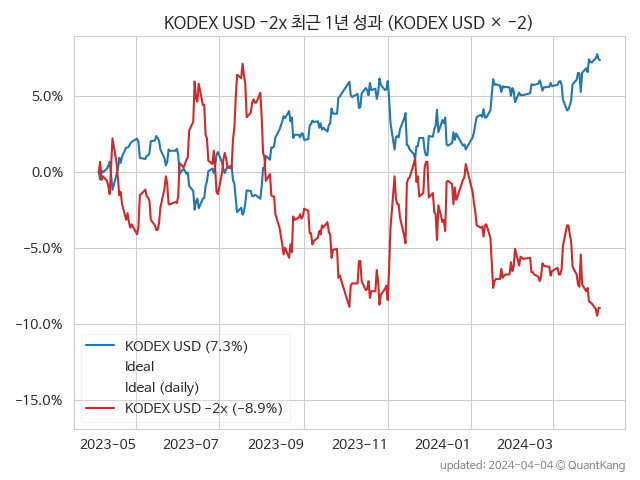 KODEX USD −2x 최근 1년 성과 (KODEX USD × −2)
5.0%
0.0%
−5.0%
−10.0%
−15.0%
KODEX USD (7.3%)
Ideal
Ideal (daily)
KODEX USD −2x (−8.9%)
2023-05 2023-07 2023-09 2023-11 2024-01 2024-03
updated: 2024-04-04 © QuantKang